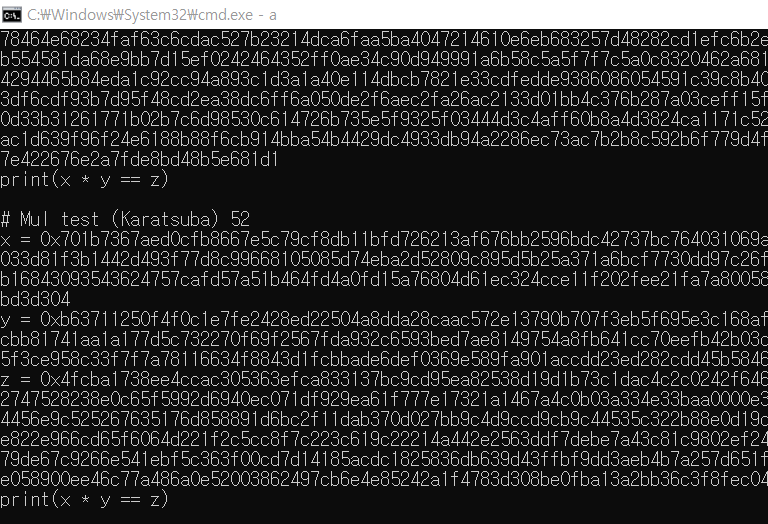 C:₩Windows₩System32₩cmd.exe - a
78464e68234faf63c6cdac527b23214dca6faa5ba4047214610e6eb683257d48282cd1efc6b2e
b554581da68e9bb7d15ef0242464352ff0ae34c90d949991a6b58c5a5f7f7c5a0c8320462a681
4294465b84eda1c92cc94a893c1d3a1a40e114dbcb7821e33cdfedde9386086054591c39c8b40
3df6cdf93b7d95f48cd2ea38dc6ff6a050de2f6aec2fa26ac2133d01bb4c376b287a03ceff15f
0d33b31261771b02b7c6d98530c614726b735e5f9325f03444d3c4aff60b8a4d3824ca1171c52
ac1d639f96f24e6188b88f6cb914bba54b4429dc4933db94a2286ec73ac7b2b8c592b6f779d4f
7e422676e2a7fde8bd48b5e681d1
print(x * y == z)
# Mul test (Karatsuba) 52
x = 0x701b7367aed0cfb8667e5c79cf8db11bfd726213af676bb2596bdc42737bc764031069a
033d81f3b1442d493f77d8c99668105085d74eba2d52809c895d5b25a371a6bcf7730dd97c26f
b16843093543624757cafd57a51b464fd4a0fd15a76804d61ec324cce11f202fee21fa7a80058
bd3d304
y = 0xb63711250f4f0c1e7fe2428ed22504a8dda28caac572e13790b707f3eb5f695e3c168af
cbb81741aa1a177d5c732270f69f2567fda932c6593bed7ae8149754a8fb641cc70eefb42b03c
5f3ce958c33f7f7a78116634f8843d1fcbbade6def0369e589fa901accdd23ed282cdd45b5846
z = 0x4fcba1738ee4ccac305363efca833137bc9cd95ea82538d19d1b73c1dac4c2c0242f646
2747528238e0c65f5992d6940ec071df929ea61f777e17321a1467a4c0b03a334e33baa0000e3
4456e9c525267635176d858891d6bc2f11dab370d027bb9c4d9ccd9cb9c44535c322b88e0d19c
e822e966cd65f6064d221f2c5cc8f7c223c619c22214a442e2563ddf7debe7a43c81c9802ef24
79de67c9266e541ebf5c363f00cd7d14185acdc1825836db639d43ffbf9dd3aeb4b7a257d651f
e058900ee46c77a486a0e52003862497cb6e4e85242a1f4783d308be0fba13a2bb36c3f8fec04
print(x * y == z)